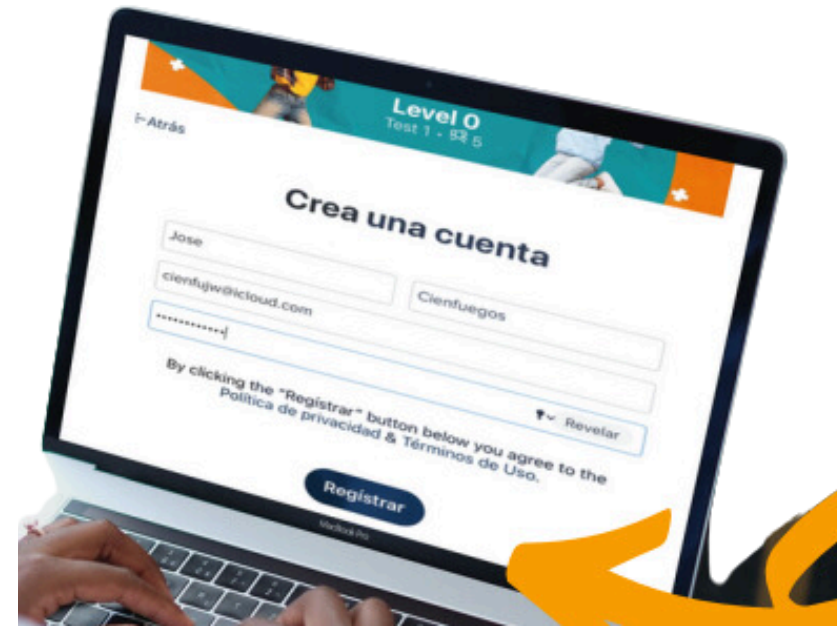 Level 0
Test 1 • 5
Atrás
Crea una cuenta
Jose
Cienfuegos
cienfujw@icloud.com
••••••••••••
Revelar
By clicking the "Registrar" button below you agree to the
Política de privacidad & Términos de Uso.
Registrar
MacBook Pro